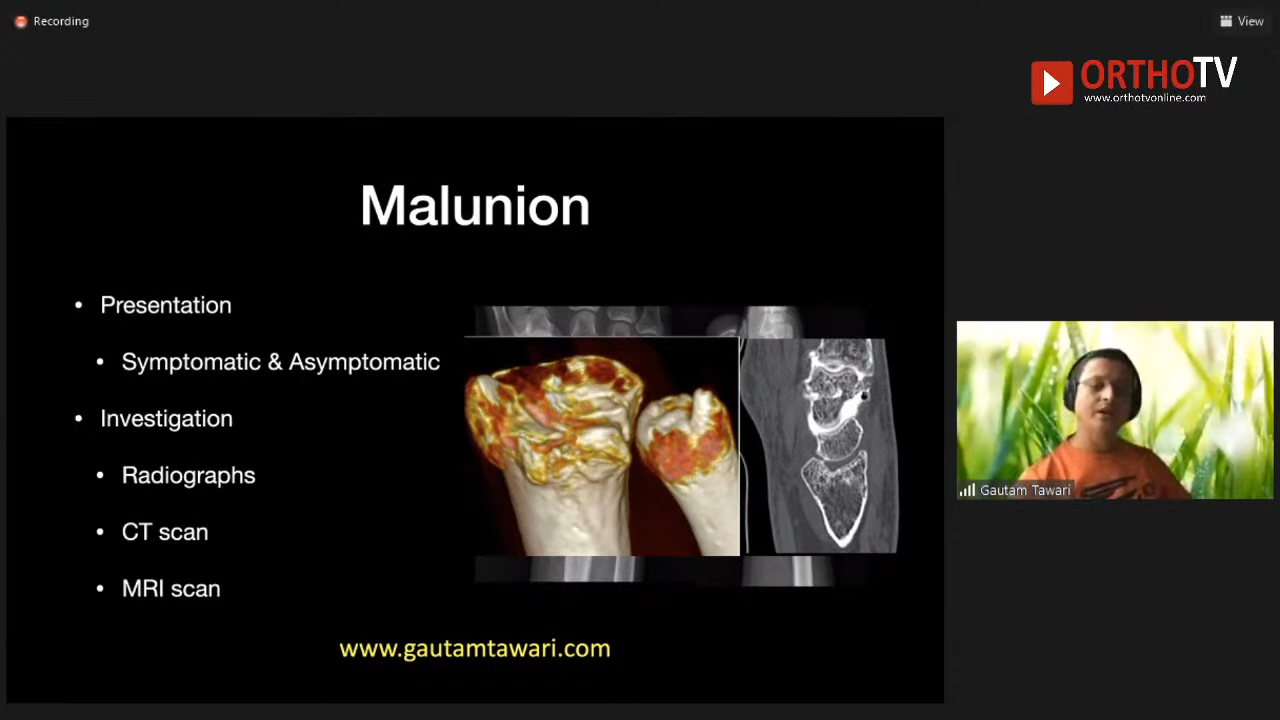 Recording
View
ORTHOTV
www.orthotvonline.com
Malunion
• Presentation
• Symptomatic & Asymptomatic
• Investigation
• Radiographs
• CT scan
• MRI scan
www.gautamtawari.com
Gautam Tawari